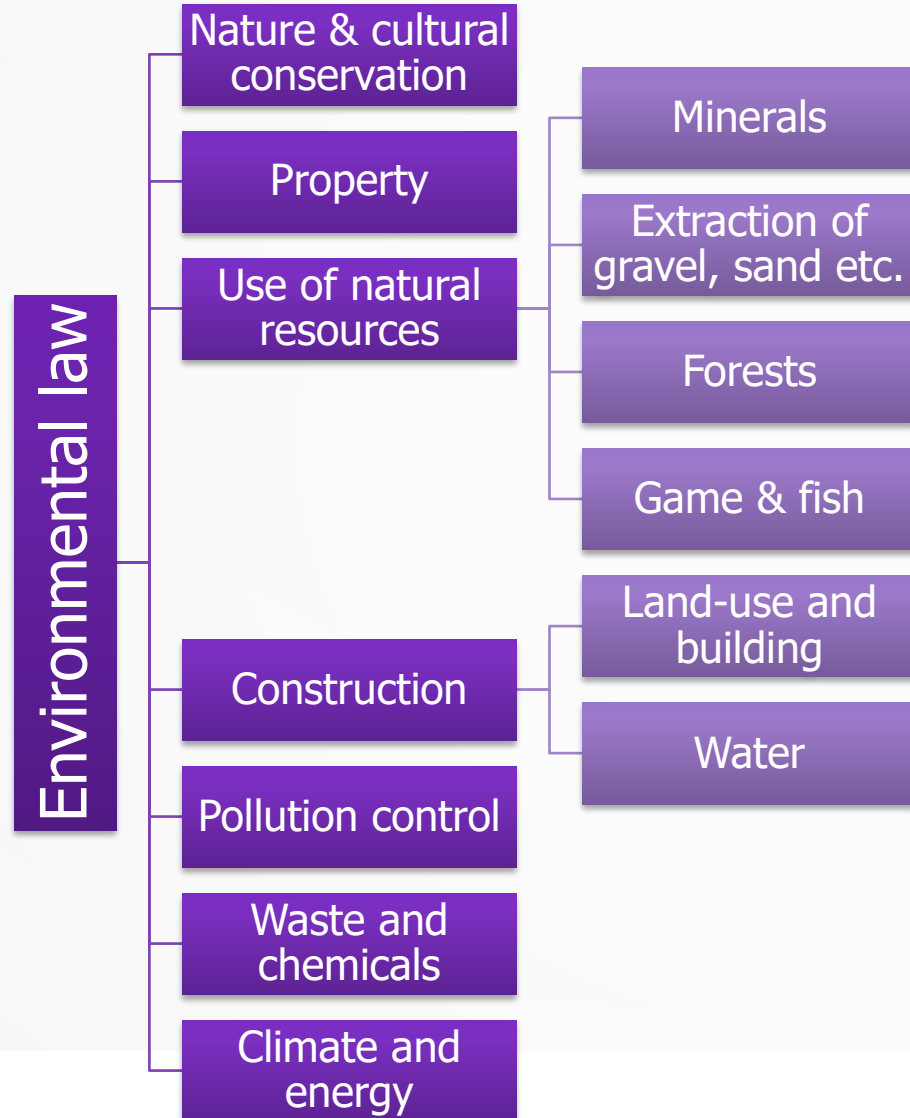 Environmental law
Nature & cultural
conservation
Property
Use of natural
resources
Minerals
Extraction of
gravel, sand etc.
Forests
Game & fish
Construction
Land-use and
building
Water
Pollution control
Waste and
chemicals
Climate and
energy